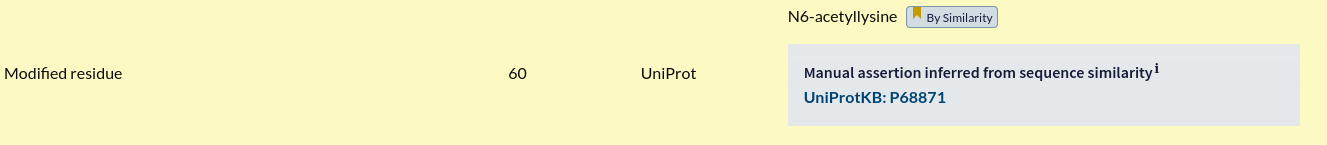 N6-acetyllysine By Similarity
Modified residue 60 UniProt
Manual assertion inferred from sequence similarity i
UniProtKB: P68871